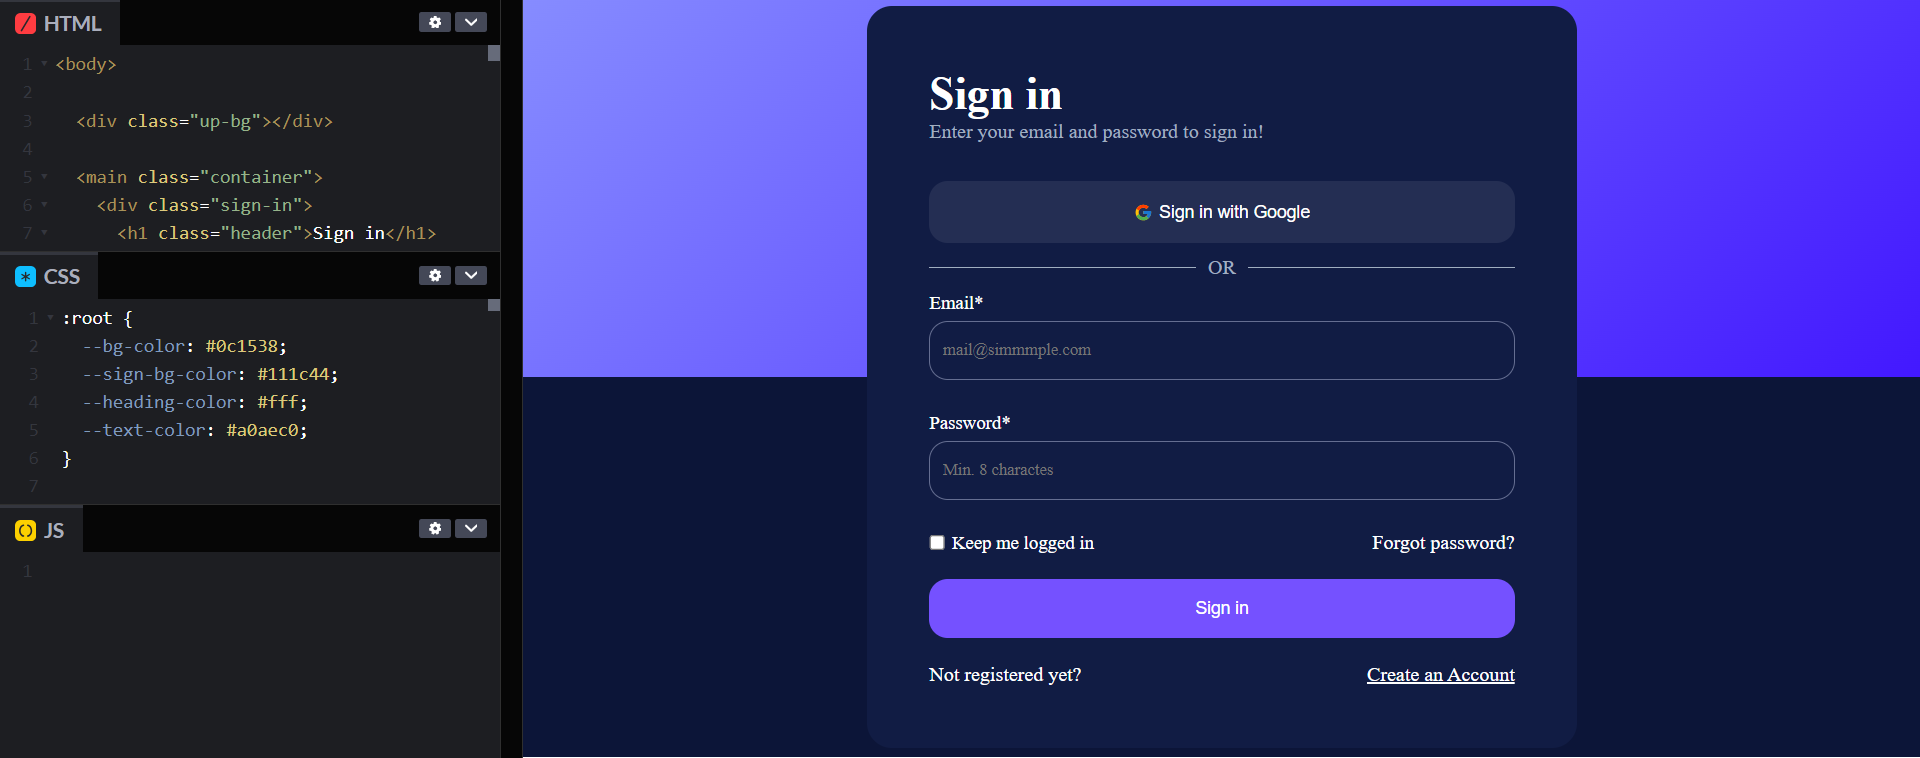 HTML
1 <body>
2
3 <div class="up-bg"></div>
4
5 <main class="container">
6 <div class="sign-in">
7 <h1 class="header">Sign in</h1>
CSS
1 :root {
2 --bg-color: #0c1538;
3 --sign-bg-color: #111c44;
4 --heading-color: #fff;
5 --text-color: #a0aec0;
6 }
7
JS
1
Sign in
Enter your email and password to sign in!
Sign in with Google
OR
Email*
mail@simmmple.com
Password*
Min. 8 charactes
Keep me logged in Forgot password?
Sign in
Not registered yet? Create an Account